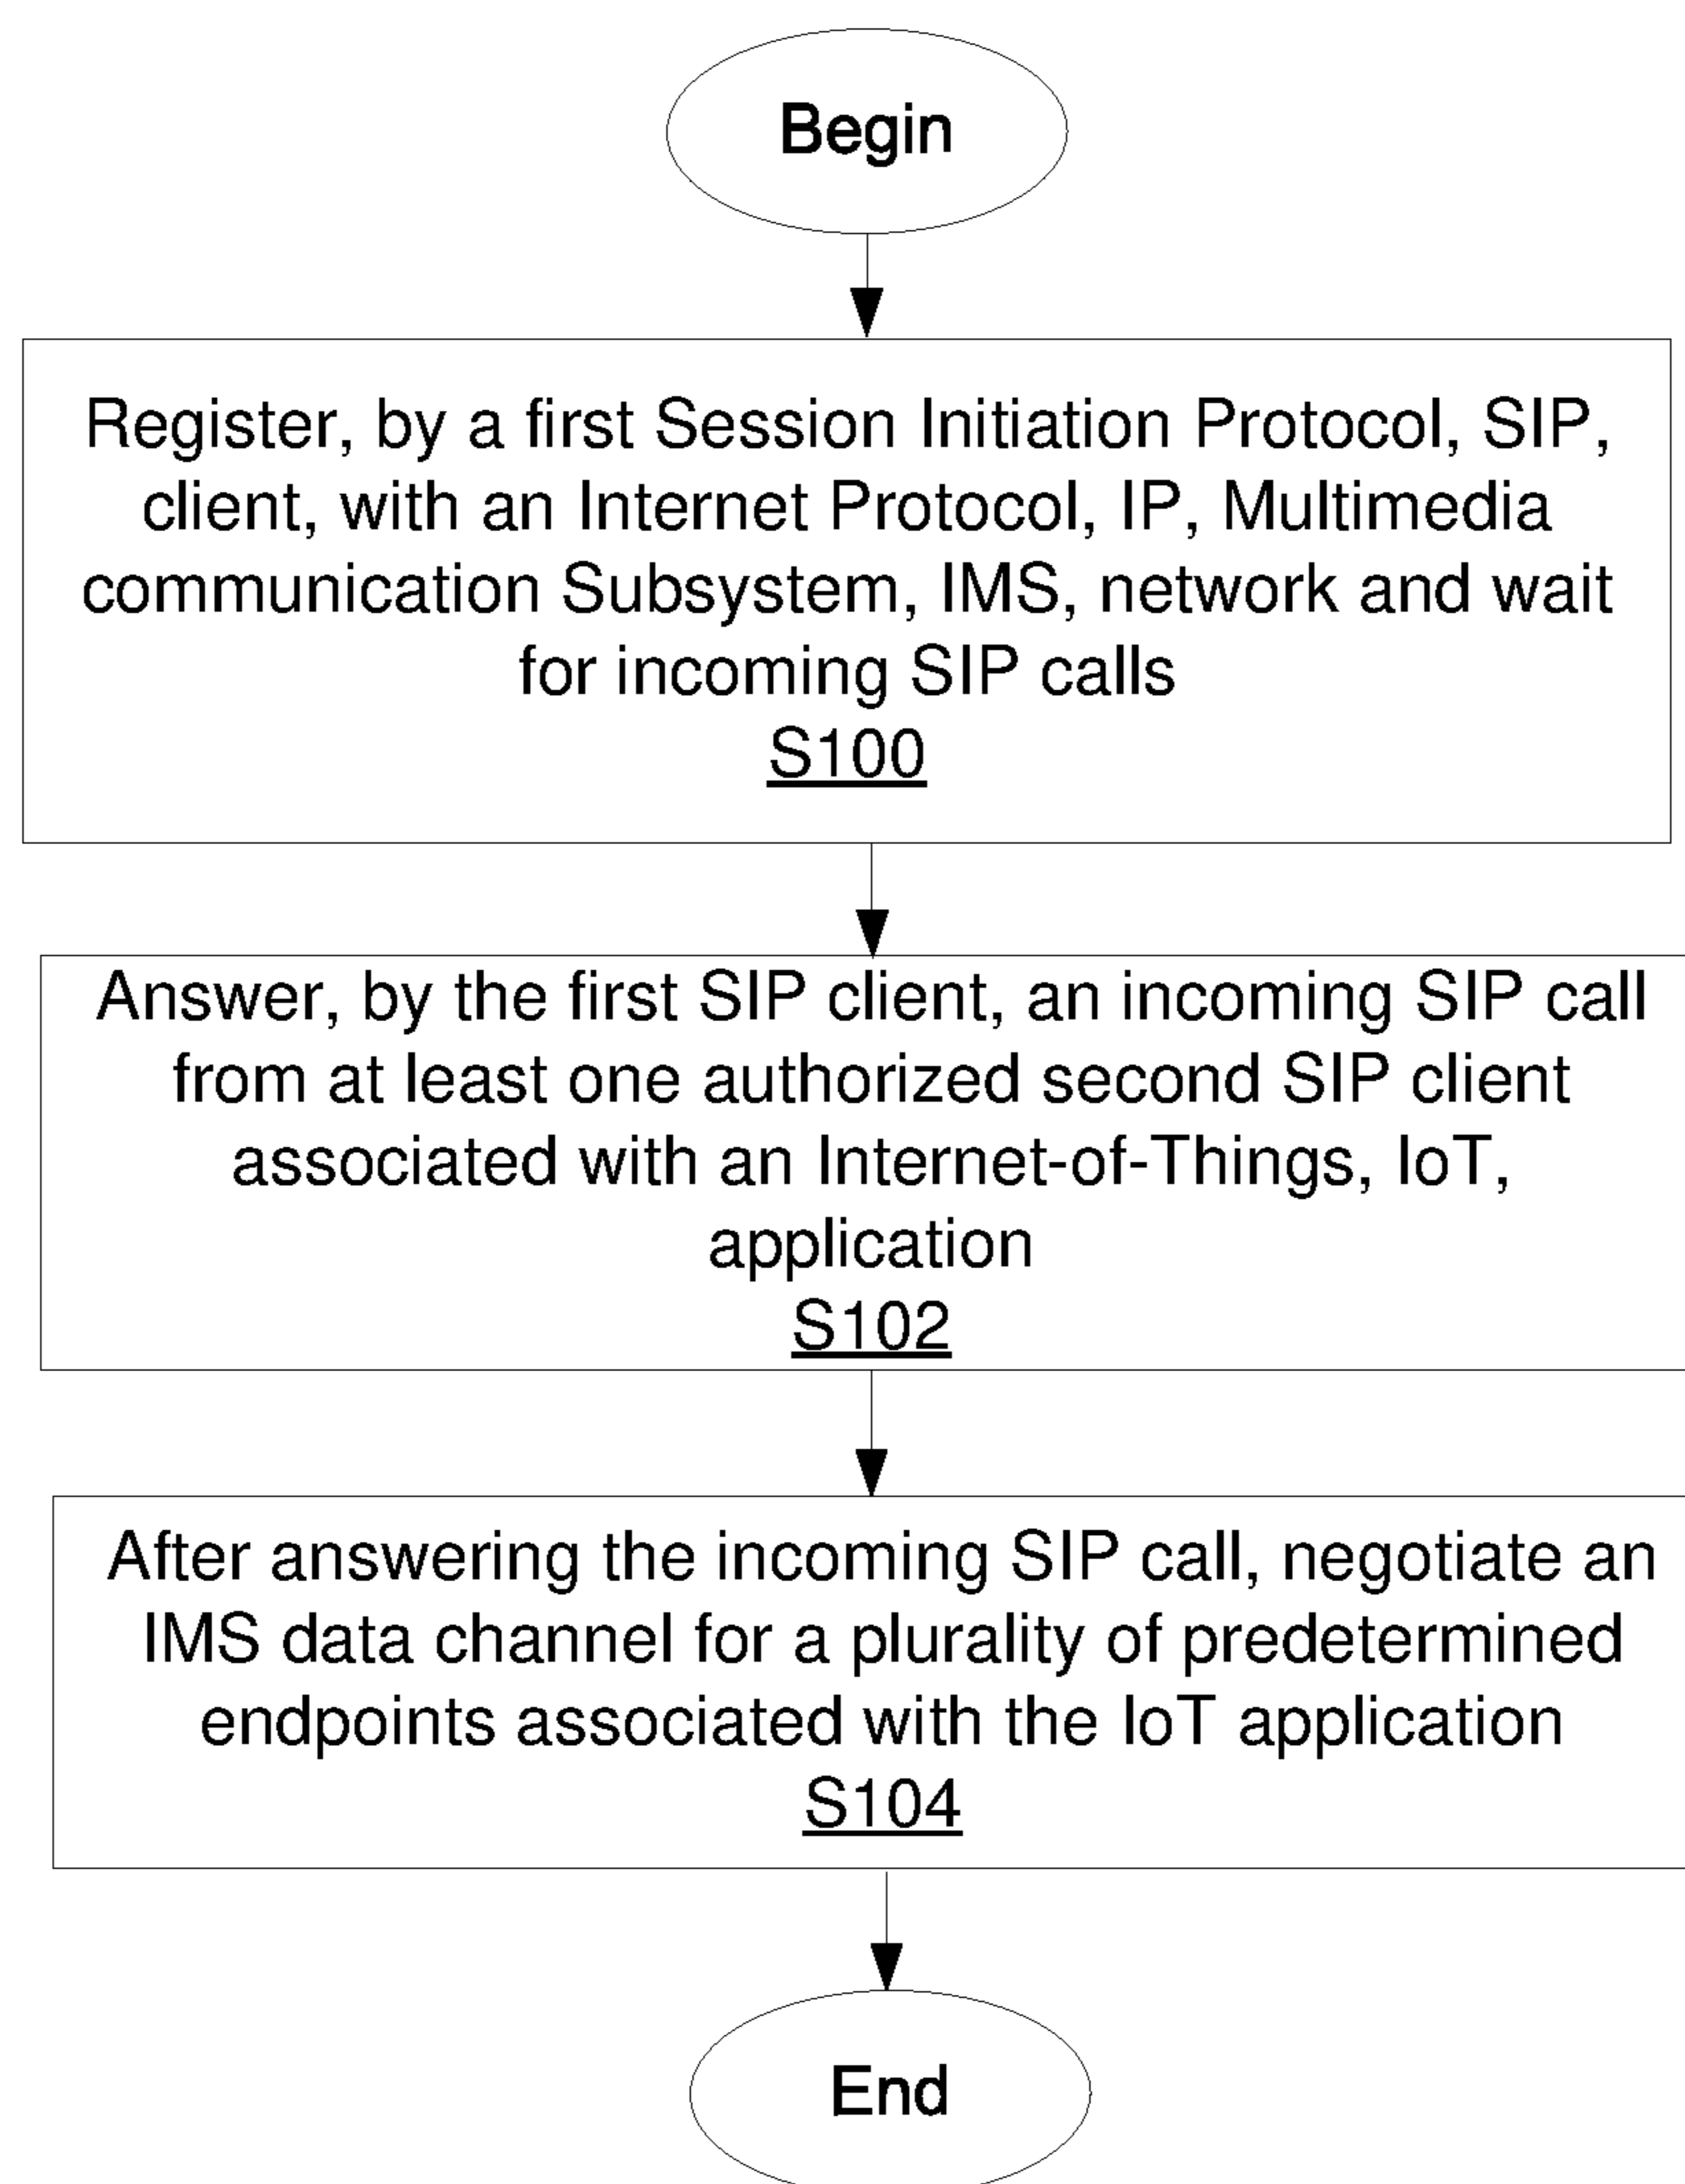 Begin
Register, by a first Session Initiation Protocol, SIP,
client, with an Internet Protocol, IP, Multimedia
communication Subsystem, IMS, network and wait
for incoming SIP calls
S100
Answer, by the first SIP client, an incoming SIP call
from at least one authorized second SIP client
associated with an Internet-of-Things, IoT,
application
S102
After answering the incoming SIP call, negotiate an
IMS data channel for a plurality of predetermined
endpoints associated with the IoT application
S104
End